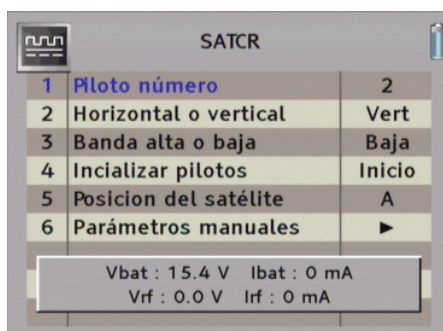 SATCR
1 Piloto número 2
2 Horizontal o vertical Vert
3 Banda alta o baja Baja
4 Incializar pilotos Inicio
5 Posicion del satélite A
6 Parámetros manuales ►
Vbat : 15.4 V Ibat : 0 mA
Vrf : 0.0 V Irf : 0 mA